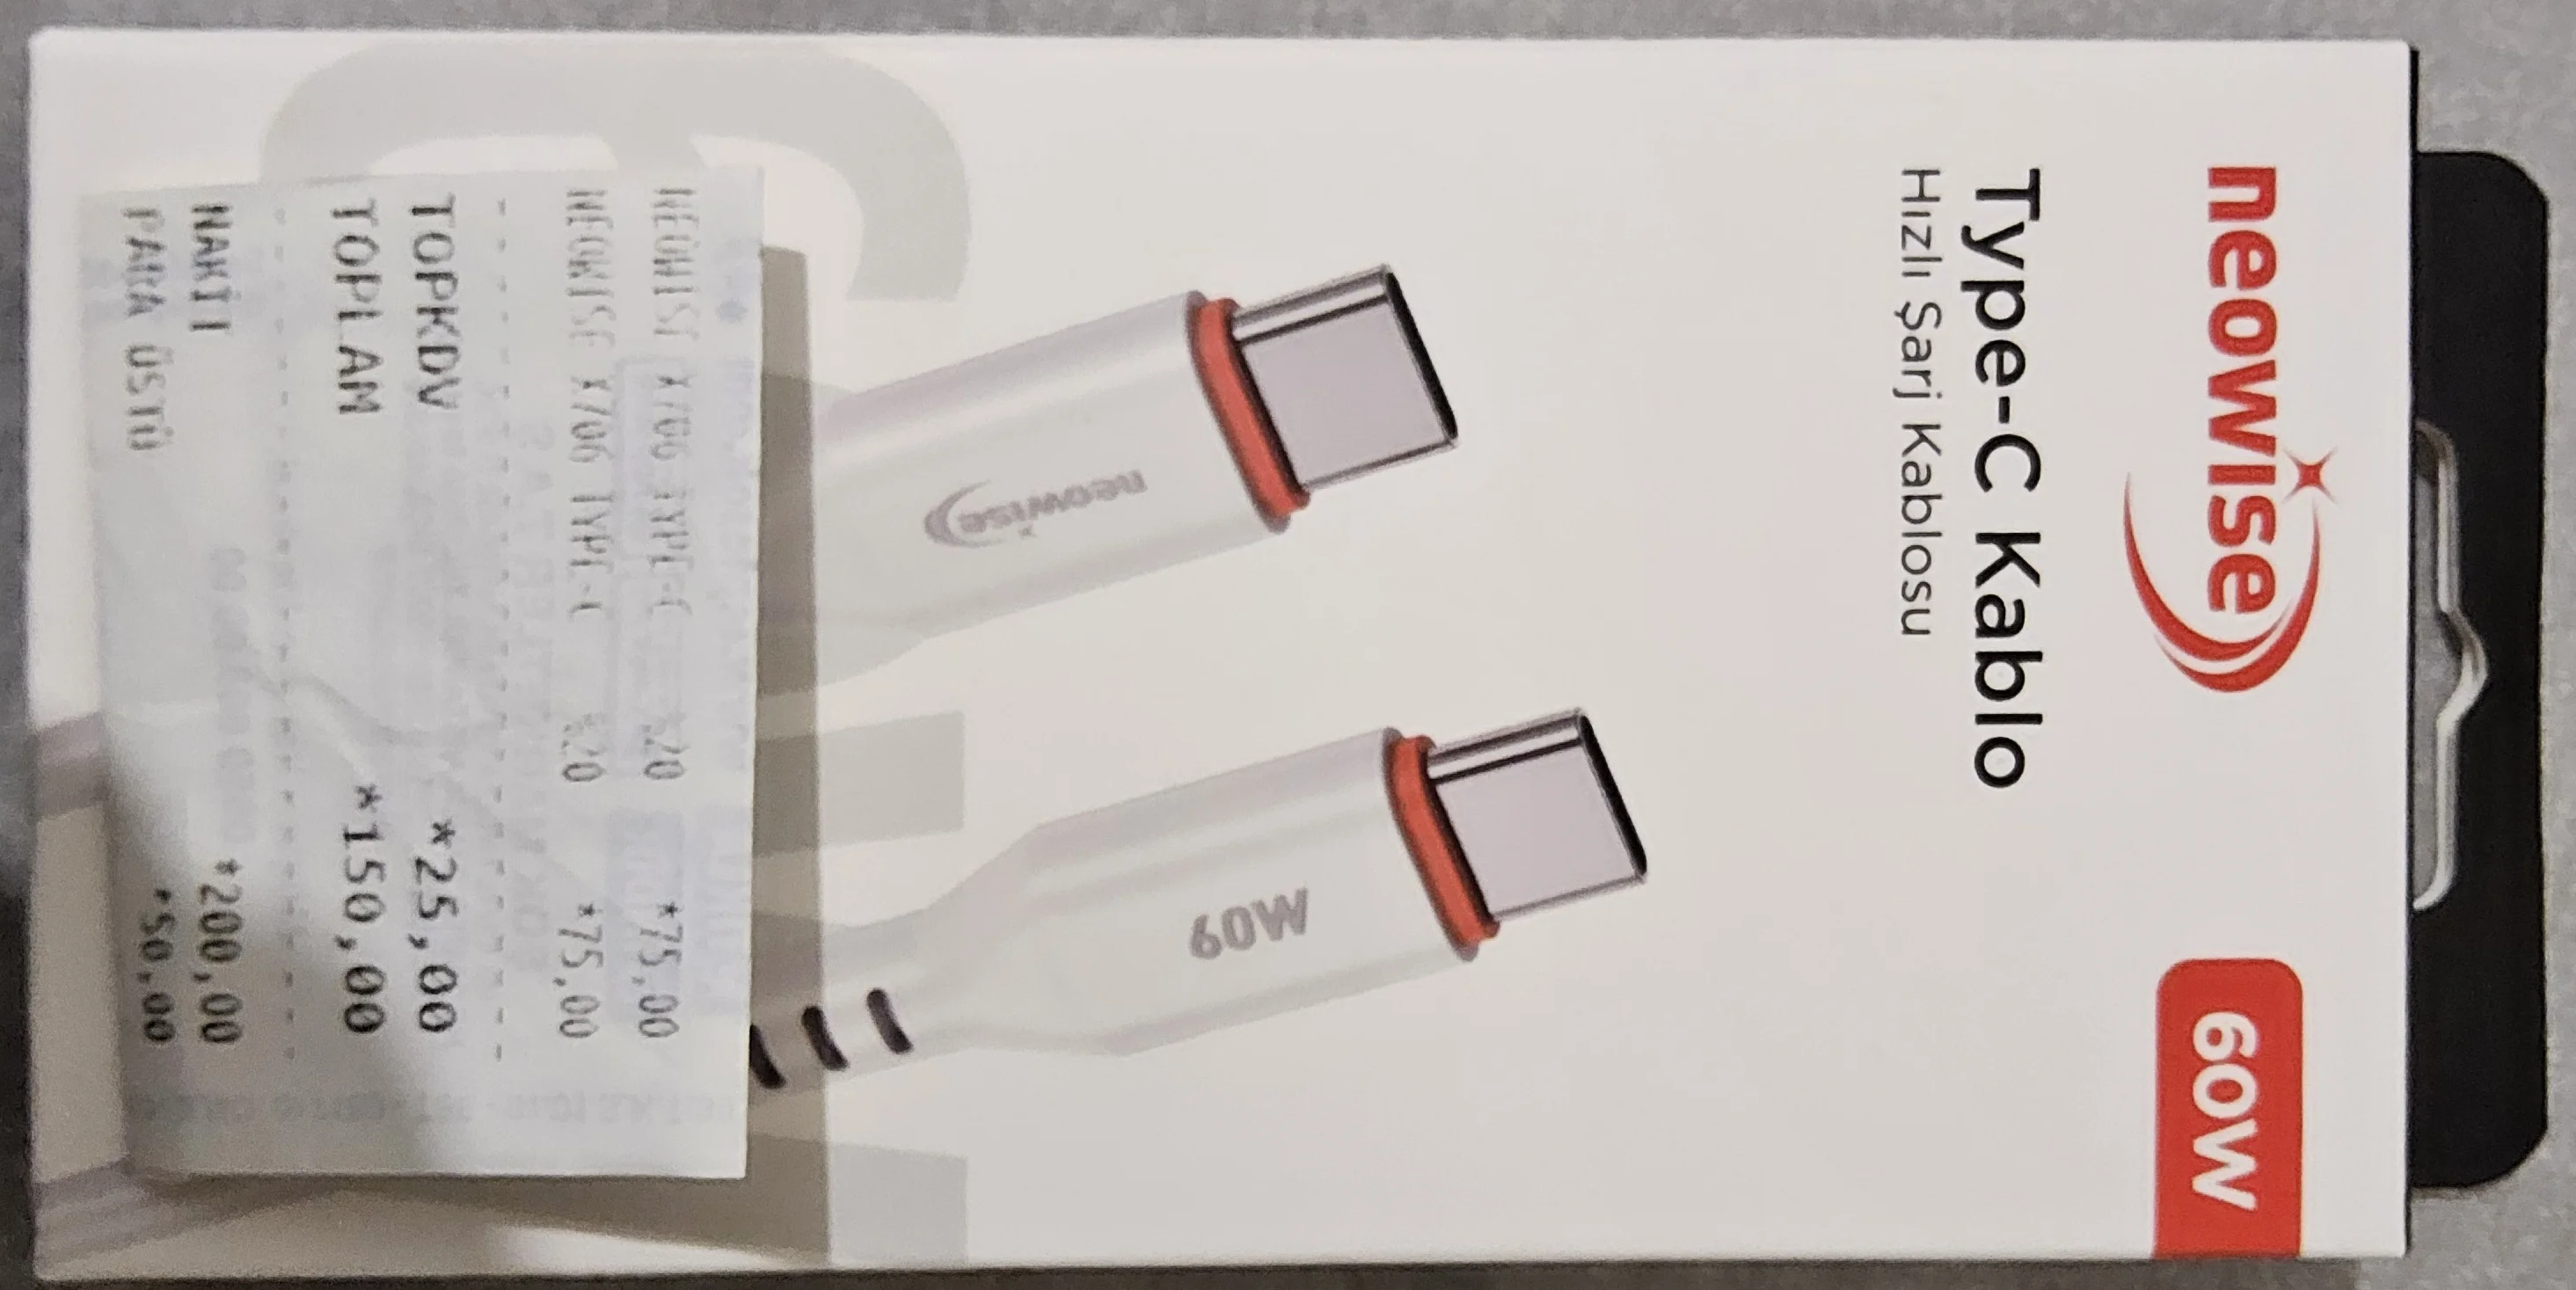 neowise
60W
Type-C Kablo
Hızlı Şarj Kablosu
neowise
60W
NEOWISE X706 TYPE-C %20 *75,00
NEOWISE X706 TYPE-C %20 *75,00
TOPKDV *25,00
TOPLAM *150,00
NAKİT *200,00
PARA ÜSTÜ *50,00